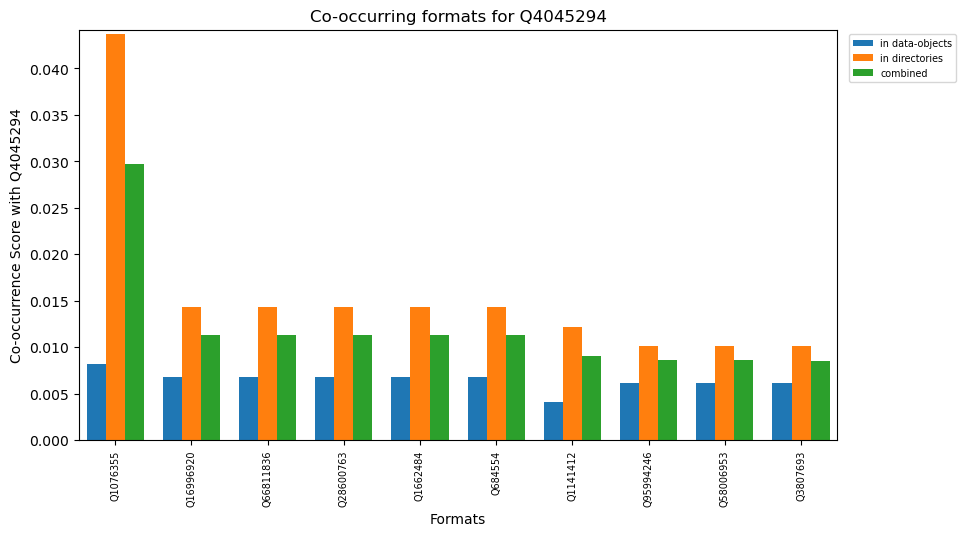 Co-occurring formats for Q4045294
in data-objects
in directories
combined
Co-occurrence Score with Q4045294
0.040
0.035
0.030
0.025
0.020
0.015
0.010
0.005
0.000
Q1076355
Q16996920
Q66811836
Q28600763
Q1662484
Q684554
Q1141412
Q95994246
Q58006953
Q3807693
Formats